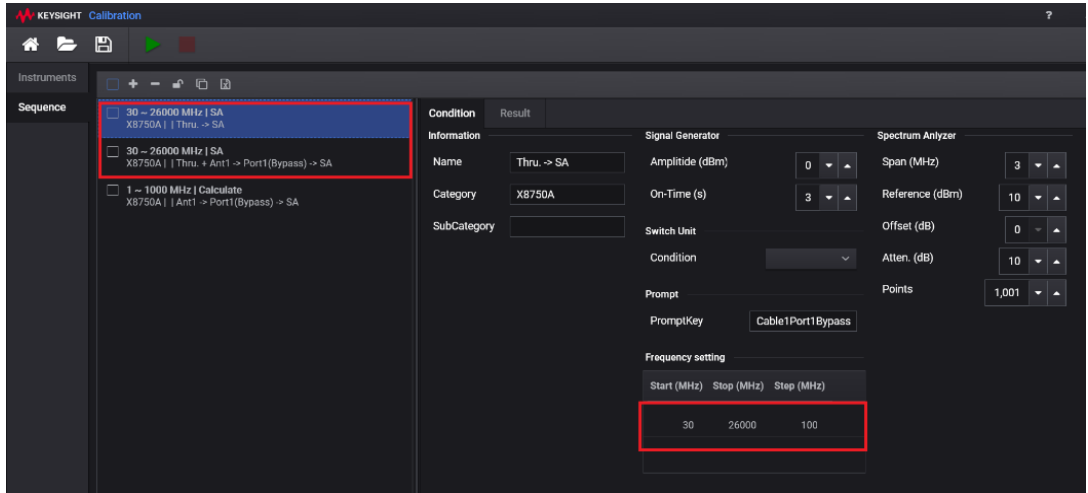 KEYSIGHT Calibration ?
Instruments
Sequence
30 ~ 26000 MHz | SA
X8750A | | Thru. -> SA
30 ~ 26000 MHz | SA
X8750A | | Thru. + Ant1 -> Port1(Bypass) -> SA
1 ~ 1000 MHz | Calculate
X8750A | | Ant1 -> Port1(Bypass) -> SA
Condition Result
Information
Name Thru. -> SA
Category X8750A
SubCategory
Signal Generator
Amplitide (dBm) 0
On-Time (s) 3
Switch Unit
Condition
Prompt
PromptKey Cable1Port1Bypass
Frequency setting
Start (MHz) Stop (MHz) Step (MHz)
30 26000 100
Spectrum Anlyzer
Span (MHz) 3
Reference (dBm) 10
Offset (dB) 0
Atten. (dB) 10
Points 1,001